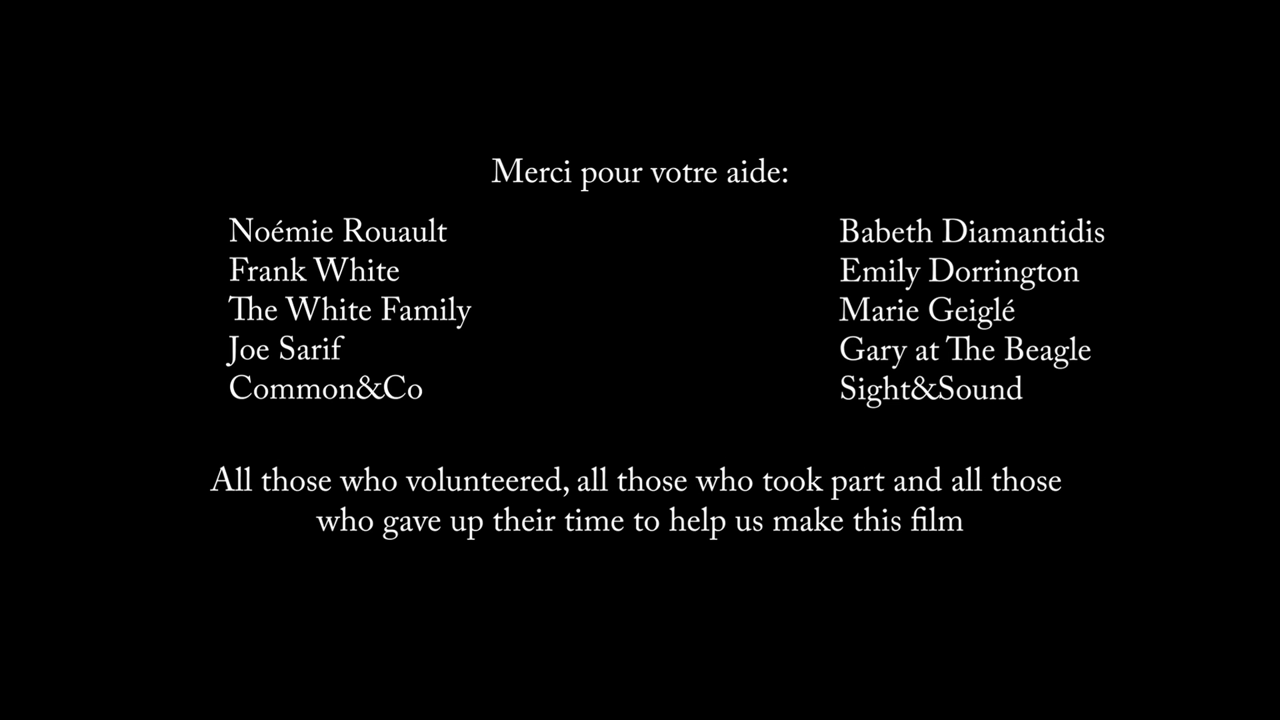 Merci pour votre aide:
Noémie Rouault
Frank White
The White Family
Joe Sarif
Common&Co
Babeth Diamantidis
Emily Dorrington
Marie Geiglé
Gary at The Beagle
Sight&Sound
All those who volunteered, all those who took part and all those
who gave up their time to help us make this film